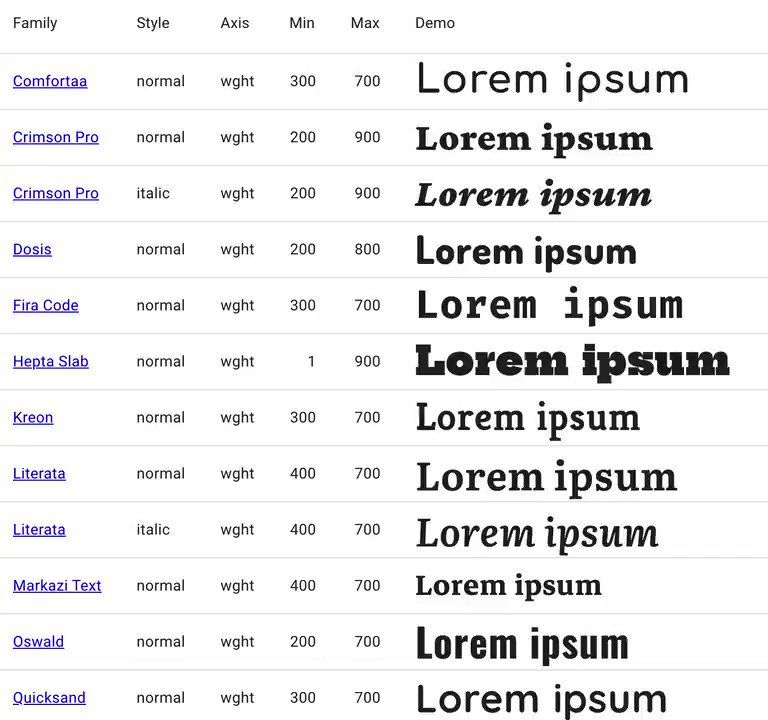 Family Style Axis Min Max Demo
Comfortaa normal wght 300 700 Lorem ipsum
Crimson Pro normal wght 200 900 Lorem ipsum
Crimson Pro italic wght 200 900 Lorem ipsum
Dosis normal wght 200 800 Lorem ipsum
Fira Code normal wght 300 700 Lorem ipsum
Hepta Slab normal wght 1 900 Lorem ipsum
Kreon normal wght 300 700 Lorem ipsum
Literata normal wght 400 700 Lorem ipsum
Literata italic wght 400 700 Lorem ipsum
Markazi Text normal wght 400 700 Lorem ipsum
Oswald normal wght 200 700 Lorem ipsum
Quicksand normal wght 300 700 Lorem ipsum